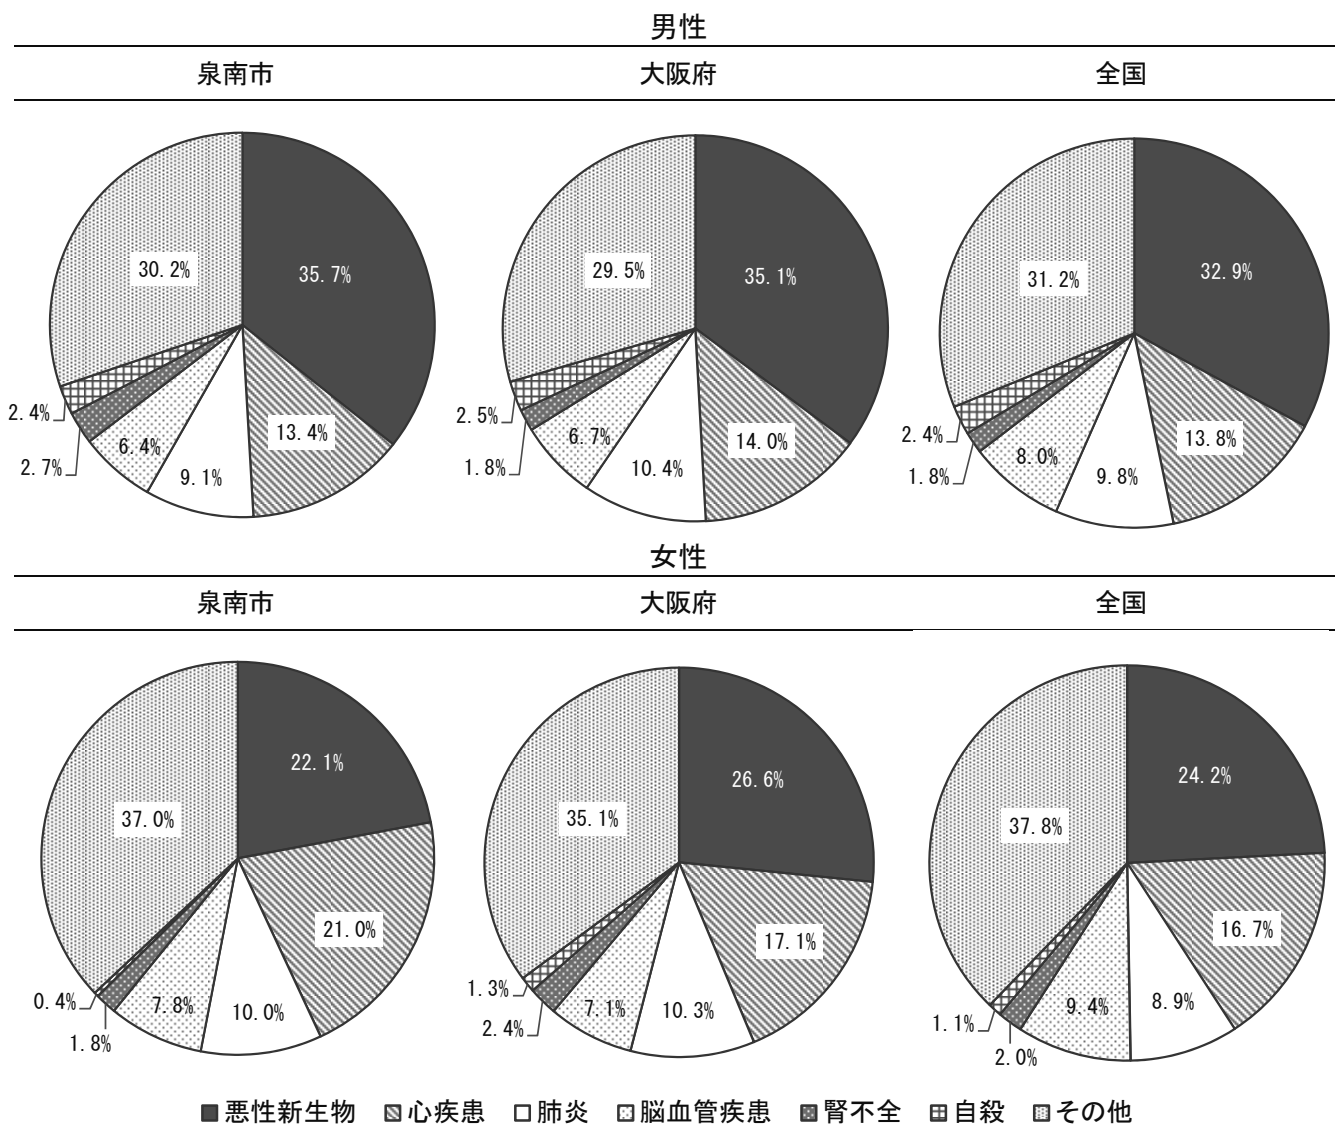 男性
泉南市 大阪府 全国
30.2% 35.7% 13.4% 9.1% 6.4% 2.7% 2.4%
29.5% 35.1% 14.0% 10.4% 6.7% 1.8% 2.5%
31.2% 32.9% 13.8% 9.8% 8.0% 1.8% 2.4%
女性
泉南市 大阪府 全国
37.0% 22.1% 21.0% 10.0% 7.8% 1.8% 0.4%
35.1% 26.6% 17.1% 10.3% 7.1% 2.4% 1.3%
37.8% 24.2% 16.7% 8.9% 9.4% 2.0% 1.1%
悪性新生物 心疾患 肺炎 脳血管疾患 腎不全 自殺 その他